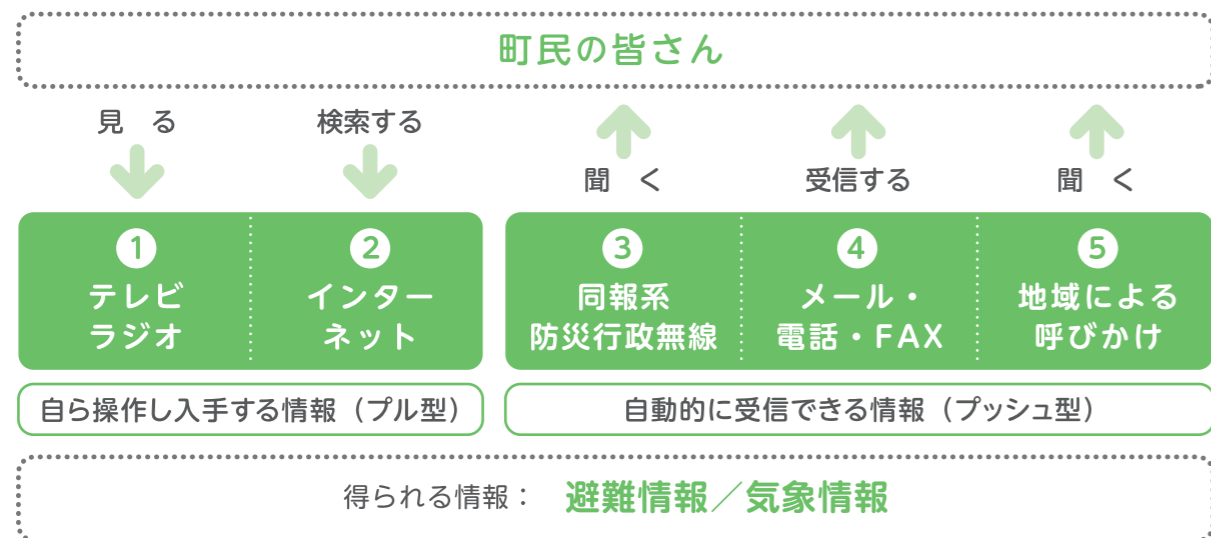 町民の皆さん
見る
検索する
聞く
受信する
聞く
1
テレビ
ラジオ
2
インター
ネット
3
同報系
防災行政無線
4
メール・
電話・FAX
5
地域による
呼びかけ
自ら操作し入手する情報（プル型）
自動的に受信できる情報（プッシュ型）
得られる情報： 避難情報／気象情報